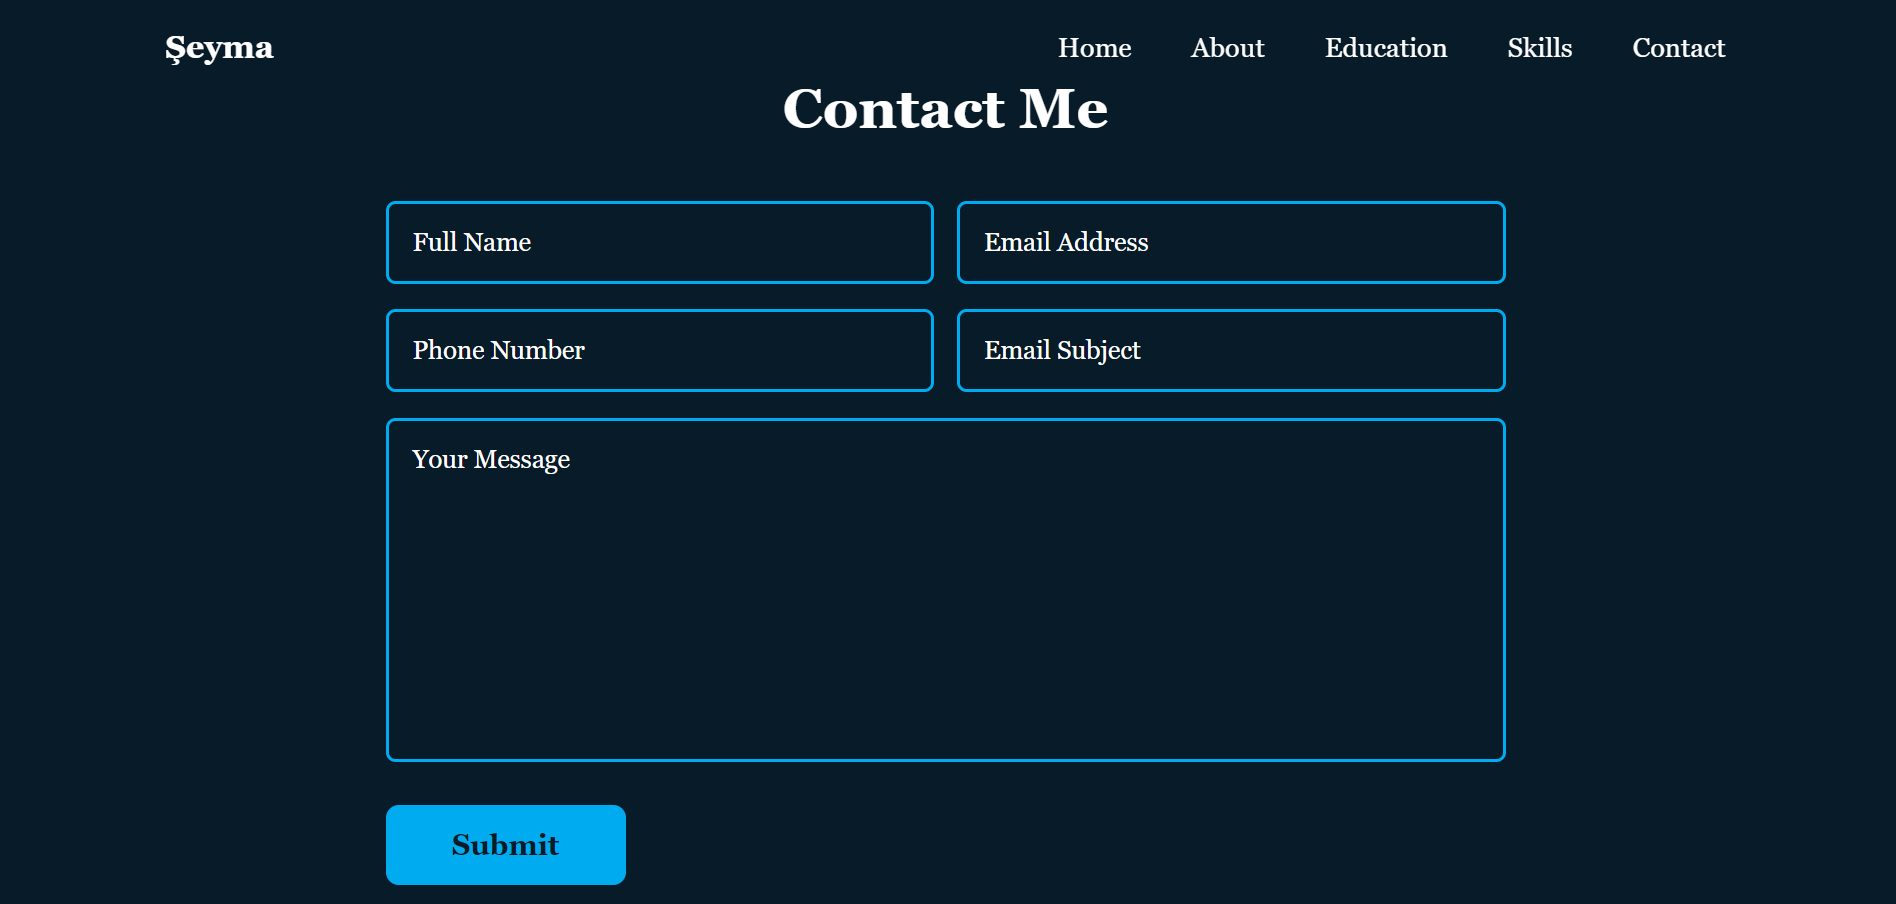 Şeyma Home About Education Skills Contact
Contact Me
Full Name Email Address
Phone Number Email Subject
Your Message
Submit